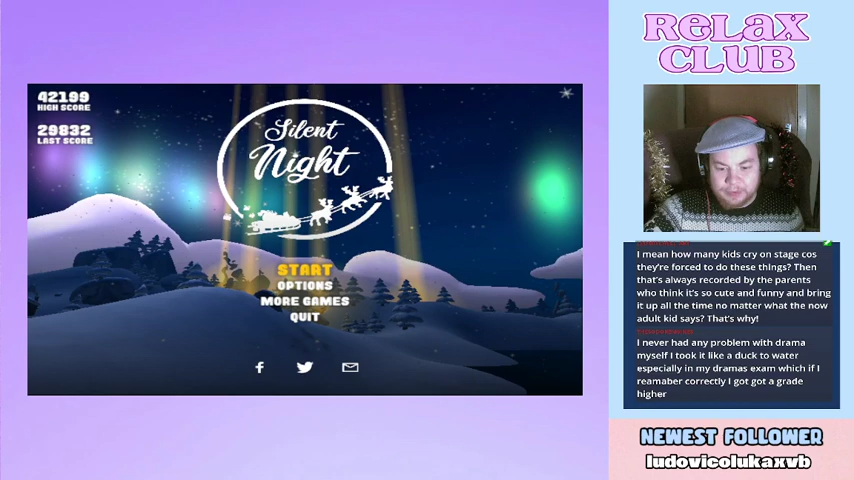 RELAX
CLUB
42199
HIGH SCORE
29832
LAST SCORE
Silent
Night
START
OPTIONS
MORE GAMES
QUIT
I mean how many kids cry on stage cos
they're forced to do these things? Then
that's always recorded by the parents
who think it's so cute and funny and bring
it up all the time no matter what the now
adult kid says? That's why!
I never had any problem with drama
myself I took it like a duck to water
especially in my dramas exam which if I
reamaber correctly I got got a grade
higher
NEWEST FOLLOWER
ludovicolukaxvb